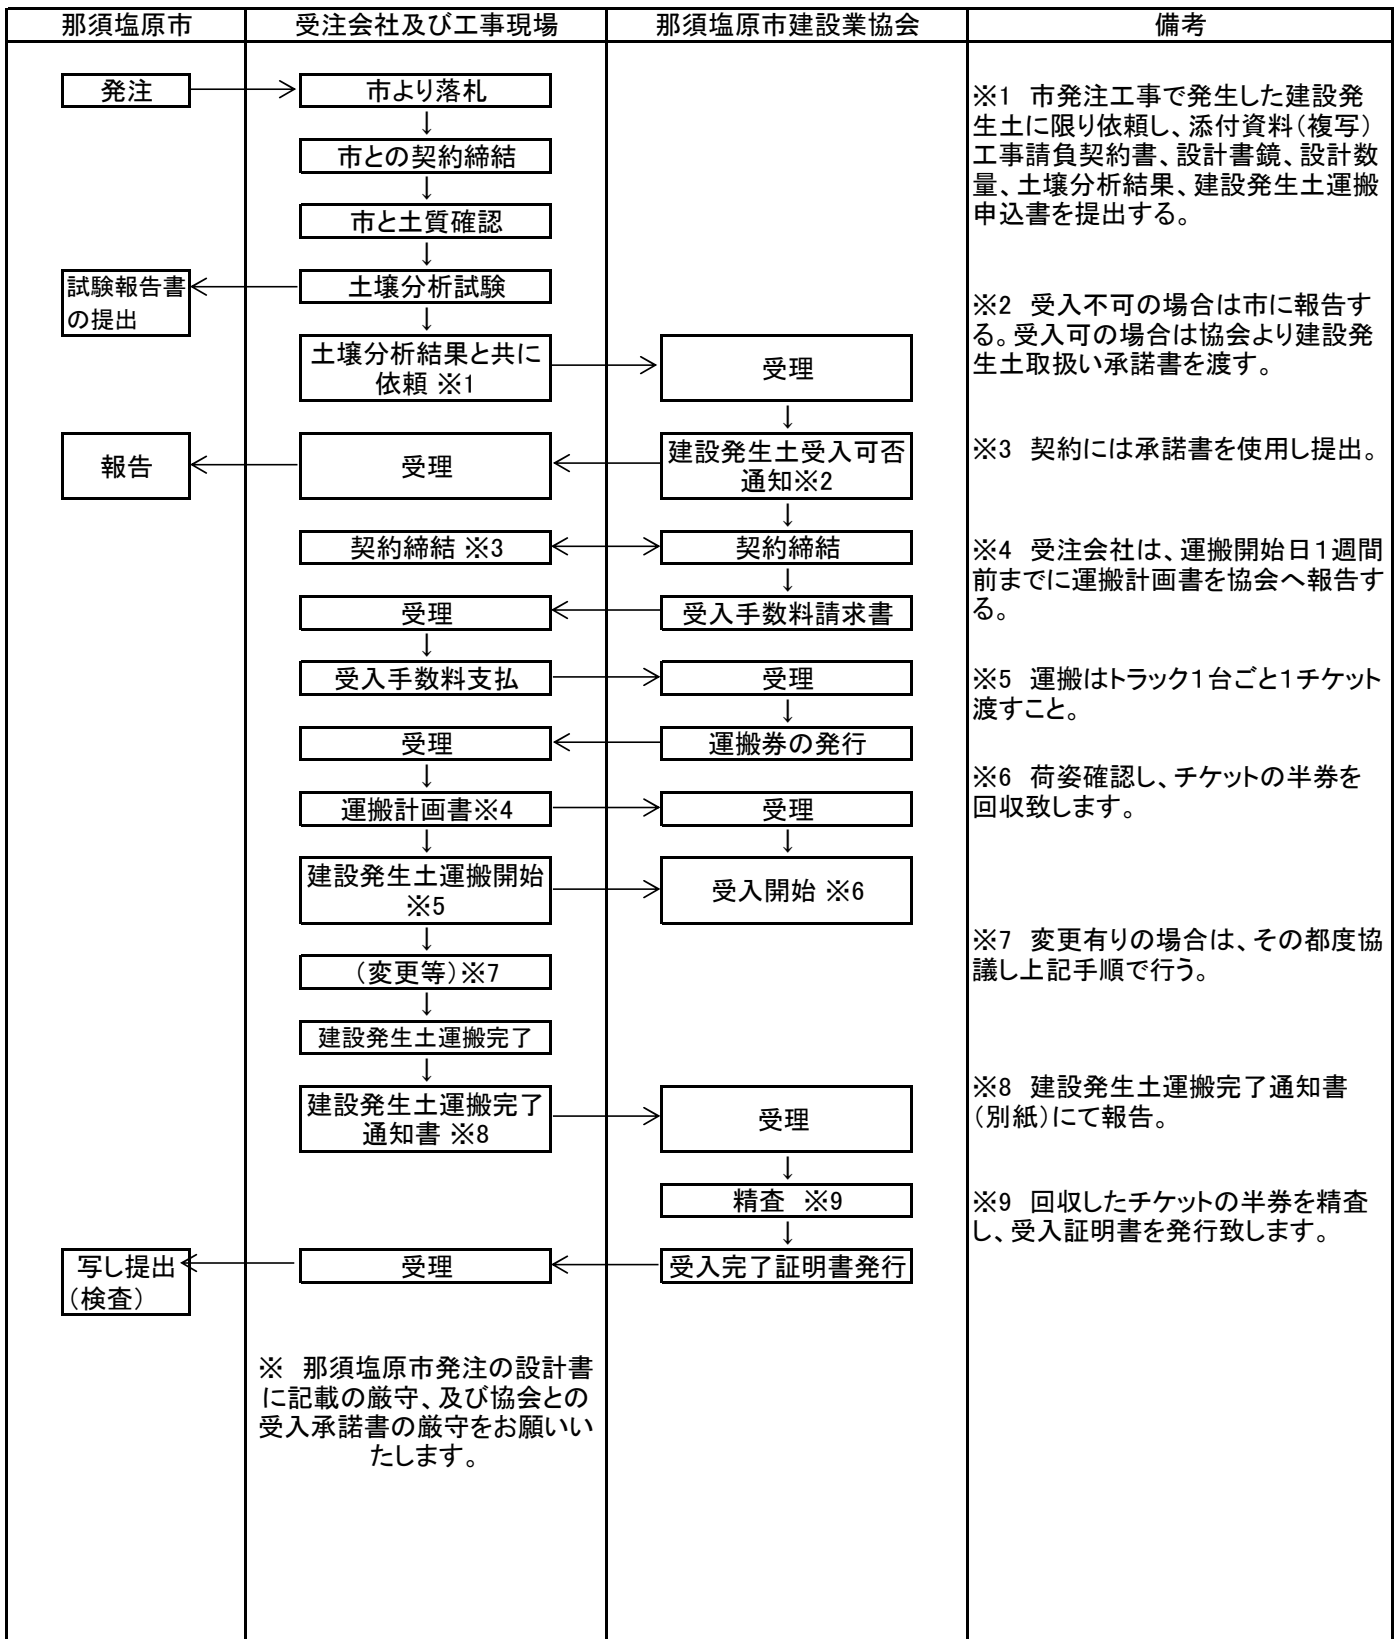 那須塩原市
受注会社及び工事現場
那須塩原市建設業協会
備考
発注
市より落札
市との契約締結
市と土質確認
試験報告書
の提出
土壌分析試験
土壌分析結果と共に
依頼 ※1
受理
報告
受理
建設発生土受入可否
通知※2
契約締結 ※3
契約締結
受理
受入手数料請求書
受入手数料支払
受理
受理
運搬券の発行
運搬計画書※4
受理
建設発生土運搬開始
※5
受入開始 ※6
(変更等)※7
建設発生土運搬完了
建設発生土運搬完了
通知書 ※8
受理
精査 ※9
写し提出
(検査)
受理
受入完了証明書発行
※ 那須塩原市発注の設計書
に記載の厳守、及び協会との
受入承諾書の厳守をお願いい
たします。
※1 市発注工事で発生した建設発
生土に限り依頼し、添付資料(複写)
工事請負契約書、設計書鏡、設計数
量、土壌分析結果、建設発生土運搬
申込書を提出する。
※2 受入不可の場合は市に報告す
る。受入可の場合は協会より建設発
生土取扱い承諾書を渡す。
※3 契約には承諾書を使用し提出。
※4 受注会社は、運搬開始日1週間
前までに運搬計画書を協会へ報告す
る。
※5 運搬はトラック1台ごと1チケット
渡すこと。
※6 荷姿確認し、チケットの半券を
回収致します。
※7 変更有りの場合は、その都度協
議し上記手順で行う。
※8 建設発生土運搬完了通知書
(別紙)にて報告。
※9 回収したチケットの半券を精査
し、受入証明書を発行致します。